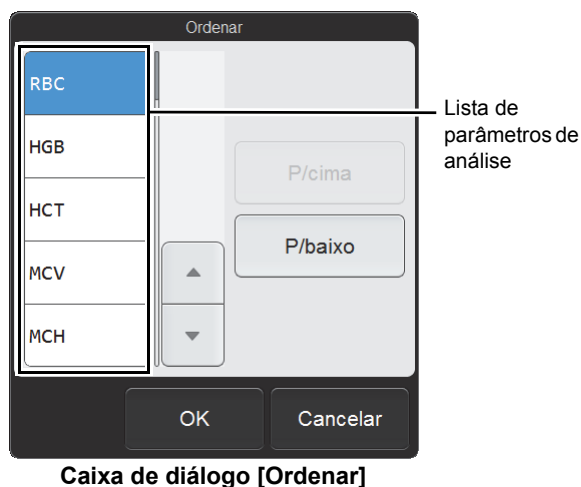 Ordenar
RBC
HGB
HCT
MCV
MCH
P/cima
P/baixo
OK
Cancelar
Lista de
parâmetros de
análise
Caixa de diálogo [Ordenar]